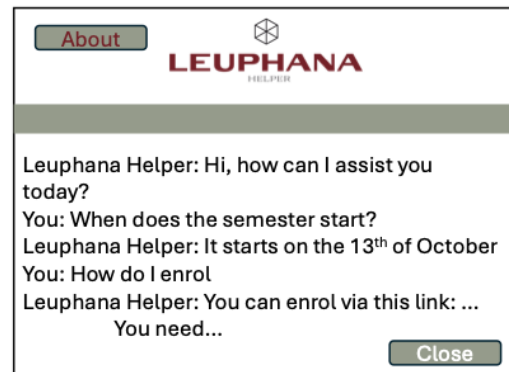 About
LEUPHANA
HELPER
Leuphana Helper: Hi, how can I assist you
today?
You: When does the semester start?
Leuphana Helper: It starts on the 13th of October
You: How do I enrol
Leuphana Helper: You can enrol via this link: ...
You need...
Close